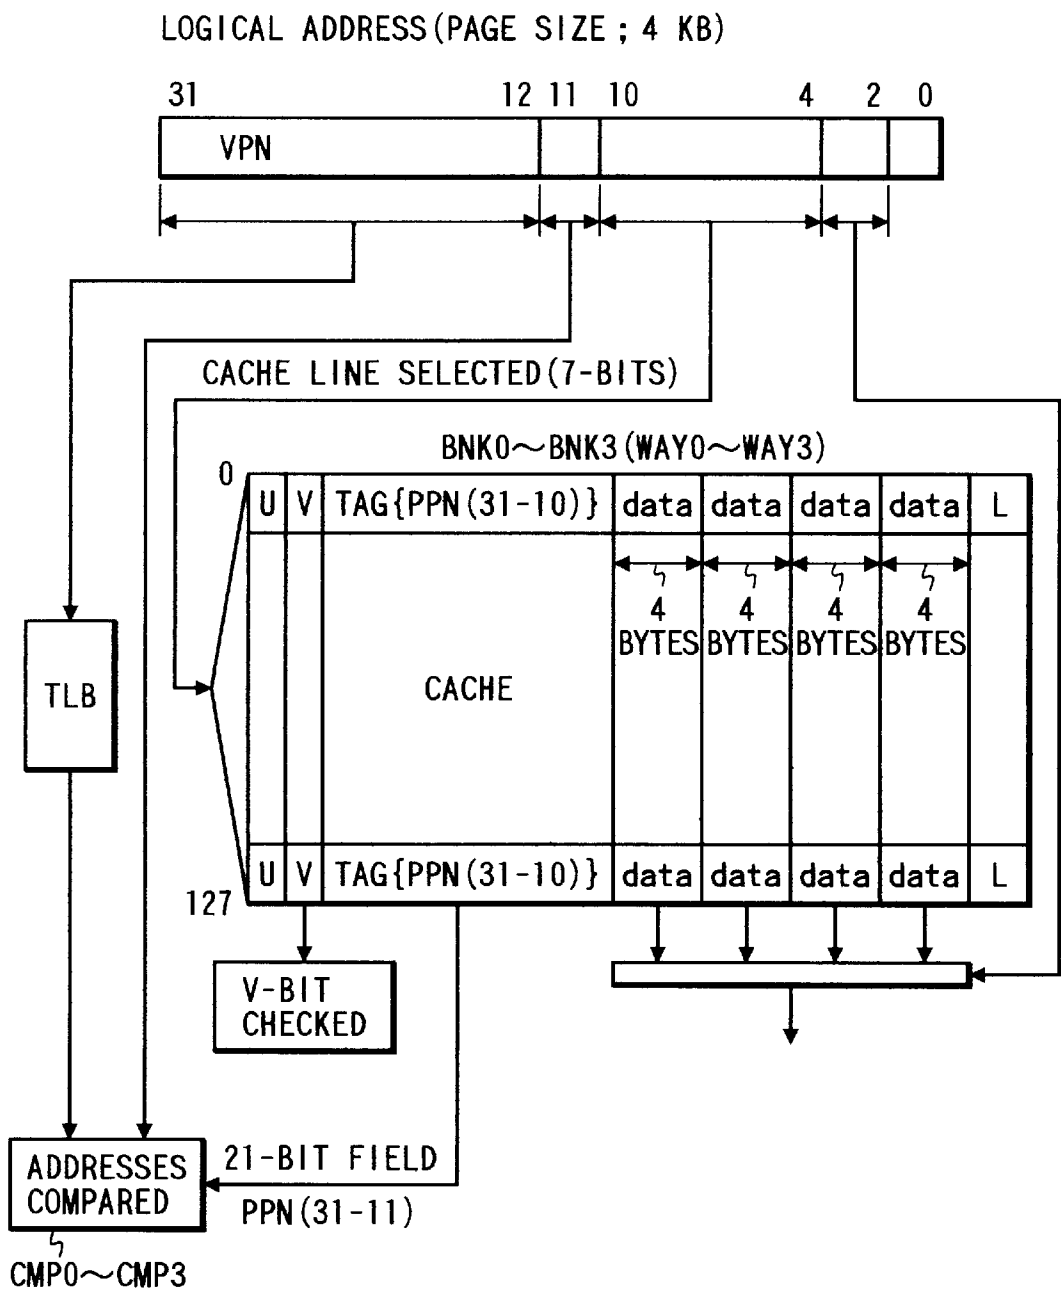 LOGICAL ADDRESS(PAGE SIZE ; 4 KB)
31 12 11 10 4 2 0
VPN
CACHE LINE SELECTED(7-BITS)
BNK0~BNK3(WAY0~WAY3)
0
U V TAG{PPN(31-10)} data data data data L
4 4 4 4
BYTES BYTES BYTES BYTES
TLB
CACHE
U V TAG{PPN(31-10)} data data data data L
127
V-BIT
CHECKED
21-BIT FIELD
ADDRESSES
COMPARED
PPN(31-11)
CMP0~CMP3